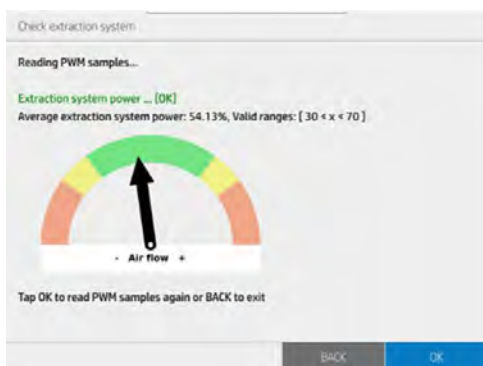 Check extraction system
Reading PWM samples...
Extraction system power ... [OK]
Average extraction system power: 54.13%, Valid ranges: [ 30 < x < 70 ]
- Air flow +
Tap OK to read PWM samples again or BACK to exit
BACK OK